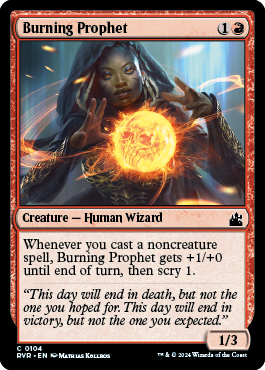 Burning Prophet 1
Creature — Human Wizard
Whenever you cast a noncreature
spell, Burning Prophet gets +1/+0
until end of turn, then scry 1.
“This day will end in death, but not the
one you hoped for. This day will end in
victory, but not the one you expected.”
1/3
C 0104
RVR • EN Mathias Kollros
™ & © 2024 Wizards of the Coast